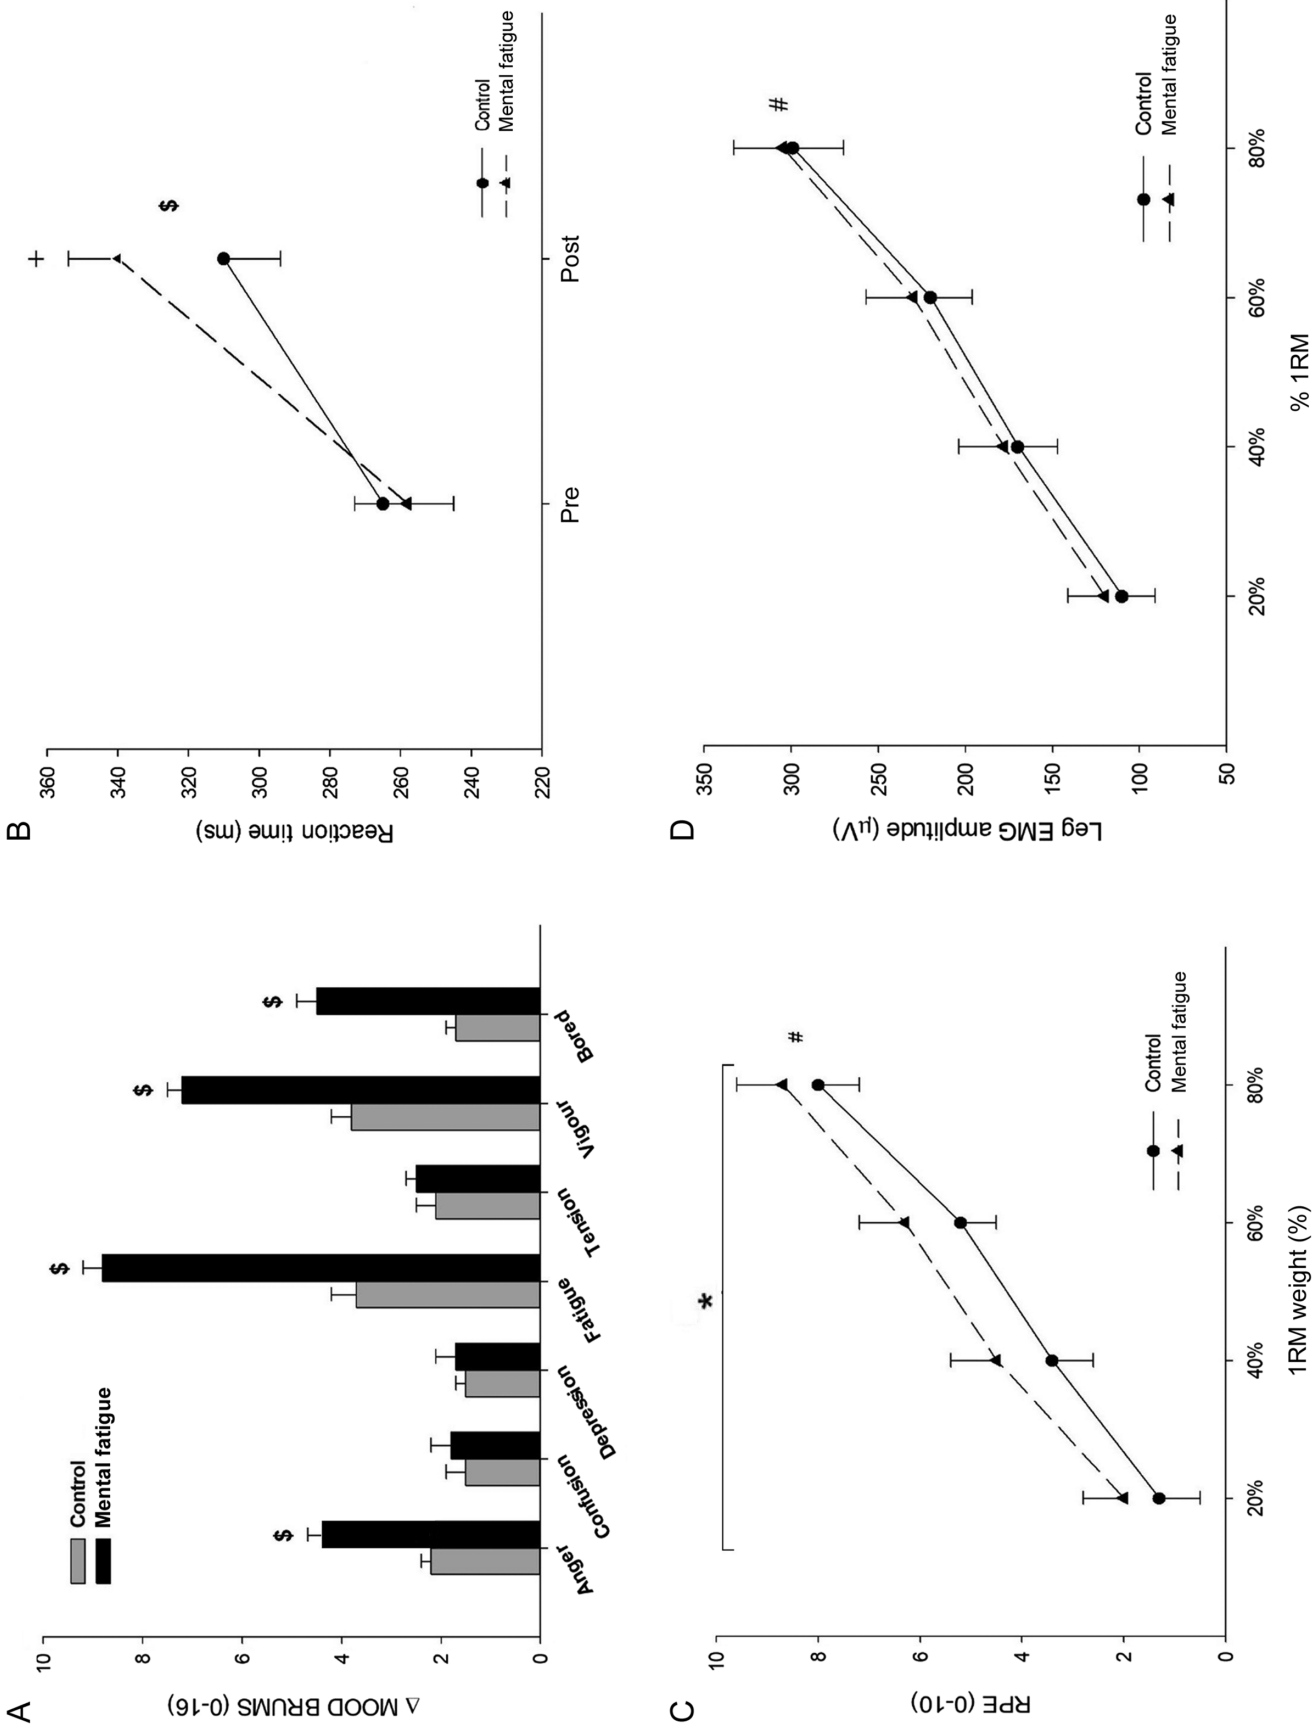 A
Control
Mental fatigue
10
8
6
4
2
0
Δ MOOD BRUMS (0-16)
$
$
$
$
Anger
Confusion
Depression
Fatigue
Tension
Vigour
Bored
B
360
340
320
300
280
260
240
220
Reaction time (ms)
+
$
Control
Mental fatigue
Pre
Post
C
10
8
6
4
2
0
RPE (0-10)
*
#
Control
Mental fatigue
20%
40%
60%
80%
1RM weight (%)
D
350
300
250
200
150
100
50
Leg EMG amplitude (μV)
#
Control
Mental fatigue
20%
40%
60%
80%
% 1RM